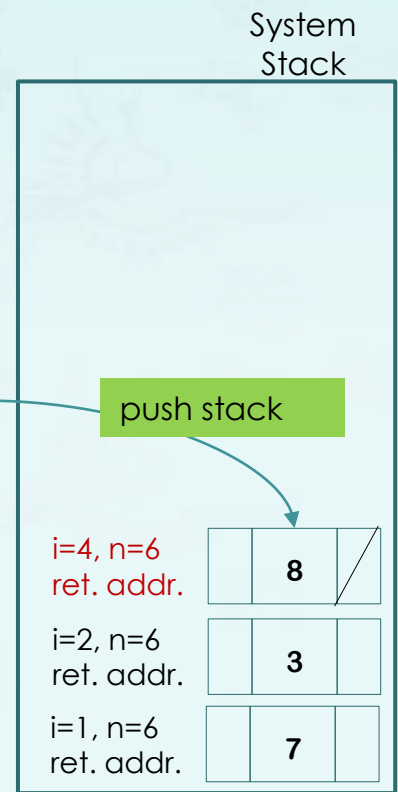 System
Stack
push stack
i=4, n=6
ret. addr.
8
i=2, n=6
ret. addr.
3
i=1, n=6
ret. addr.
7